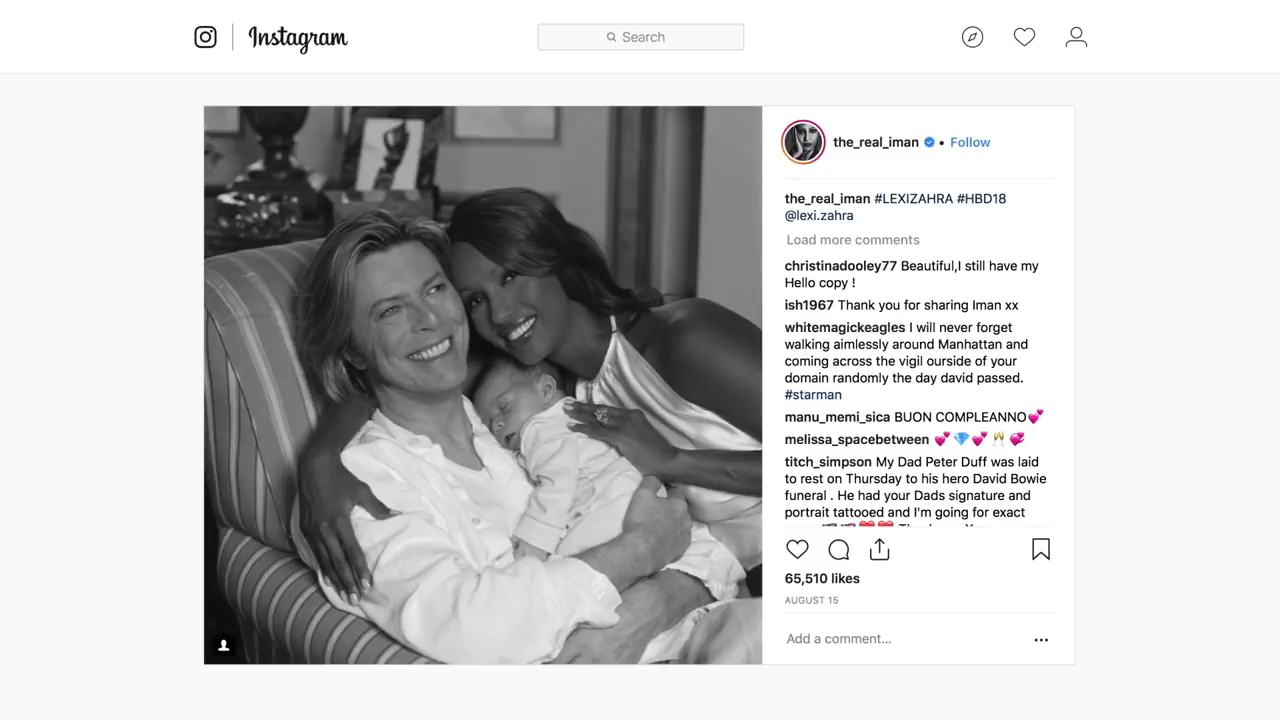 Instagram
Search
the_real_iman • Follow
the_real_iman #LEXIZAHRA #HBD18
@lexi.zahra
Load more comments
christinadooley77 Beautiful,I still have my
Hello copy !
ish1967 Thank you for sharing Iman xx
whitemagickeagles I will never forget
walking aimlessly around Manhattan and
coming across the vigil ourside of your
domain randomly the day david passed.
#starman
manu_memi_sica BUON COMPLEANNO💕
melissa_spacebetween 💕 💎 💕 🥂 💞
titch_simpson My Dad Peter Duff was laid
to rest on Thursday to his hero David Bowie
funeral . He had your Dads signature and
portrait tattooed and I'm going for exact
65,510 likes
AUGUST 15
Add a comment...